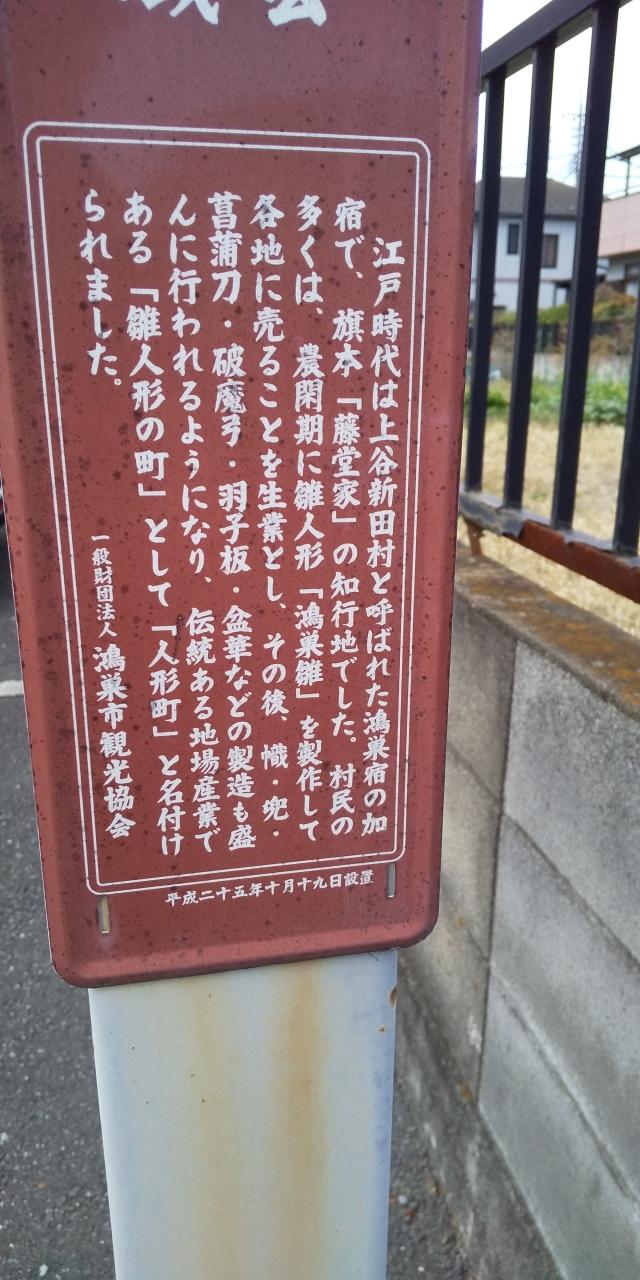 江戸時代は上谷新田村と呼ばれた鴻巣宿の加
宿で、旗本「藤堂家」の知行地でした。村民の
多くは、農閑期に雛人形「鴻巣雛」を製作して
各地に売ることを生業とし、その後、幟・兜・
菖蒲刀・破魔弓・羽子板・盆華などの製造も盛
んに行われるようになり、伝統ある地場産業で
ある「雛人形の町」として「人形町」と名付け
られました。
一般財団法人 鴻巣市観光協会
平成二十五年十月十九日設置